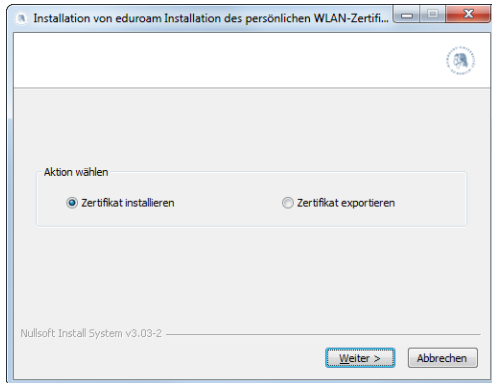 Installation von eduroam Installation des persönlichen WLAN-Zertifi...
Aktion wählen
Zertifikat installieren
Zertifikat exportieren
Nullsoft Install System v3.03-2
Weiter >
Abbrechen